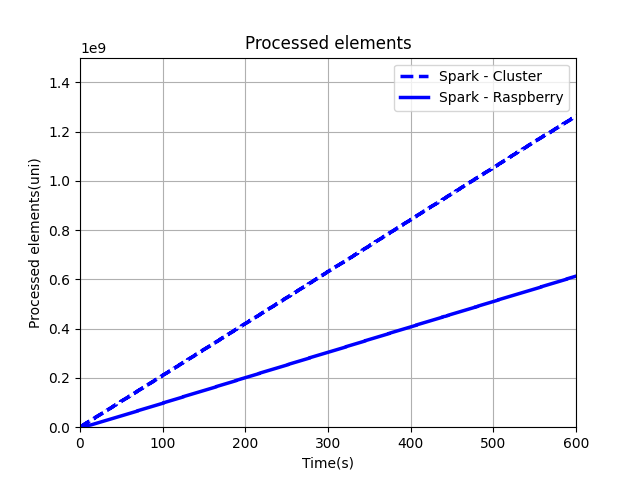 Processed elements
1e9
Spark - Cluster
Spark - Raspberry
1.4
1.2
1.0
0.8
0.6
0.4
0.2
0.0
Processed elements(uni)
0 100 200 300 400 500 600
Time(s)